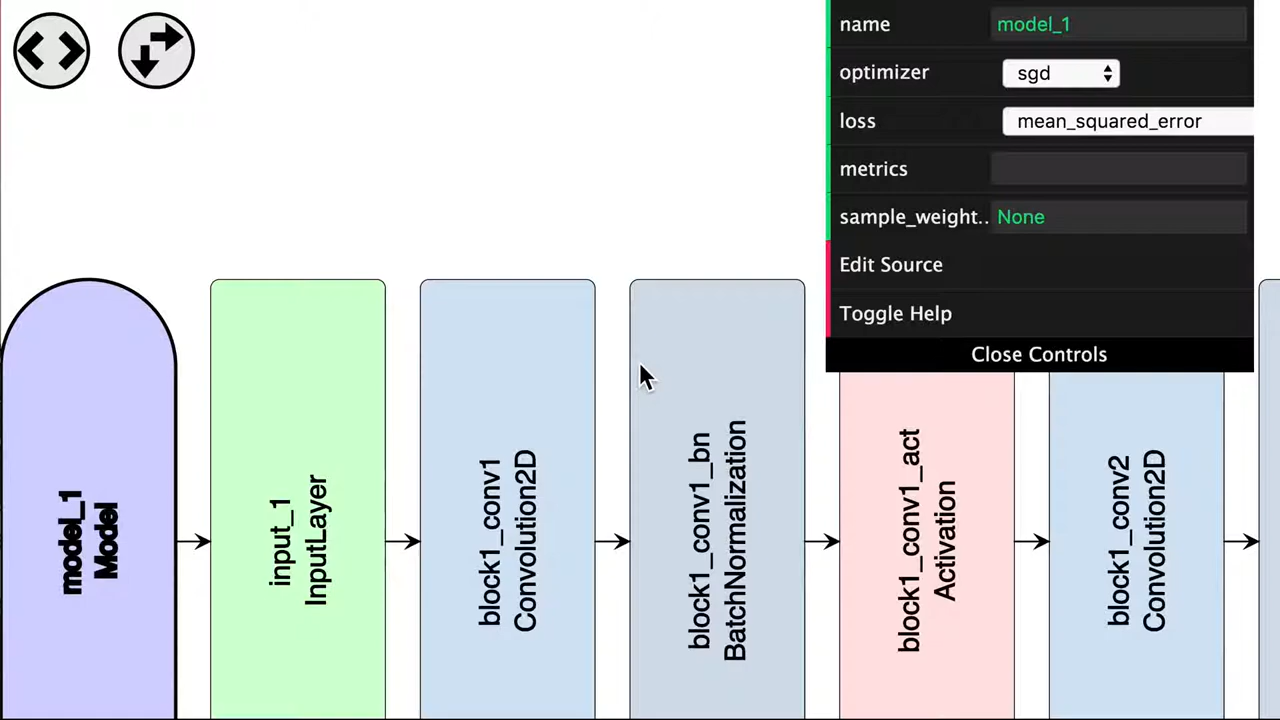 name model_1
optimizer sgd
loss mean_squared_error
metrics
sample_weight.. None
Edit Source
Toggle Help
Close Controls
model_1
Model
input_1
InputLayer
block1_conv1
Convolution2D
block1_conv1_bn
BatchNormalization
block1_conv1_act
Activation
block1_conv2
Convolution2D